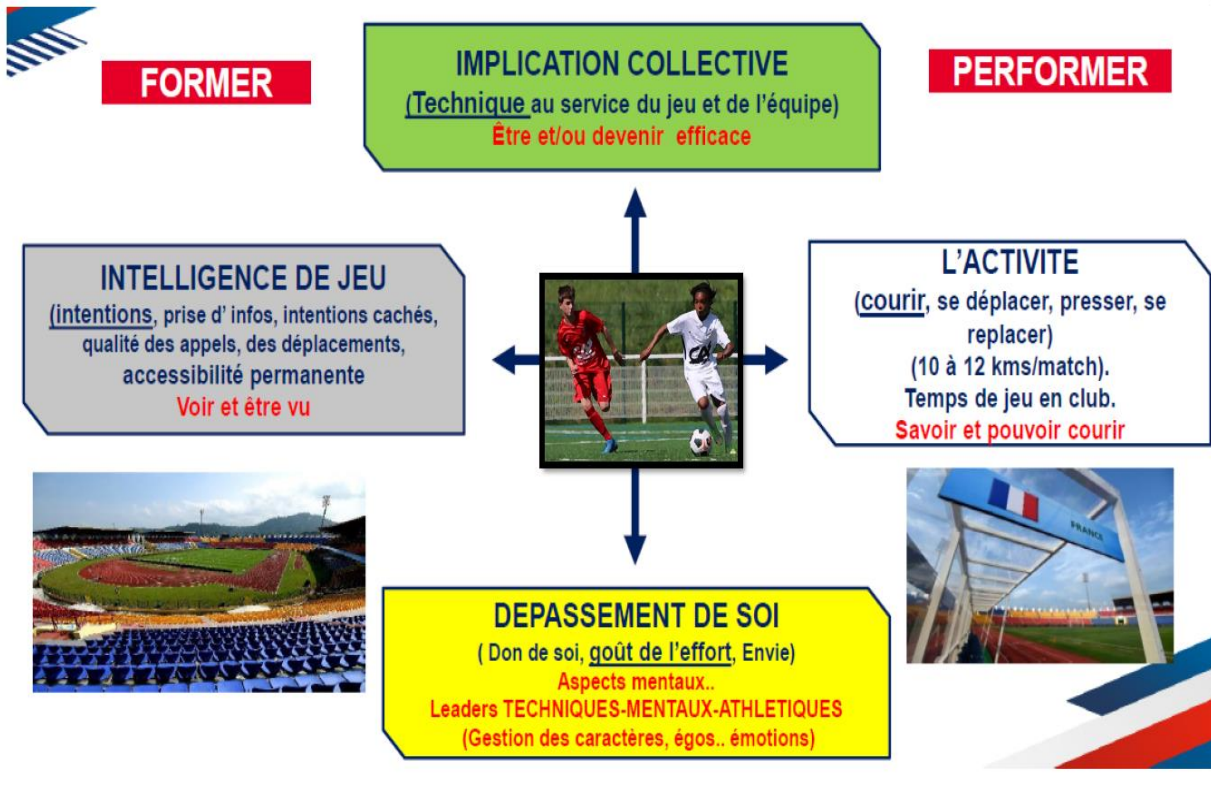 FORMER
IMPLICATION COLLECTIVE
(Technique au service du jeu et de l'équipe)
Être et/ou devenir efficace
PERFORMER
INTELLIGENCE DE JEU
(intentions, prise d' infos, intentions cachés,
qualité des appels, des déplacements,
accessibilité permanente
Voir et être vu
L'ACTIVITE
(courir, se déplacer, presser, se
replacer)
(10 à 12 kms/match).
Temps de jeu en club.
Savoir et pouvoir courir
CA
FRANCE
DEPASSEMENT DE SOI
( Don de soi, goût de l'effort, Envie)
Aspects mentaux..
Leaders TECHNIQUES-MENTAUX-ATHLETIQUES
(Gestion des caractères, égos.. émotions)